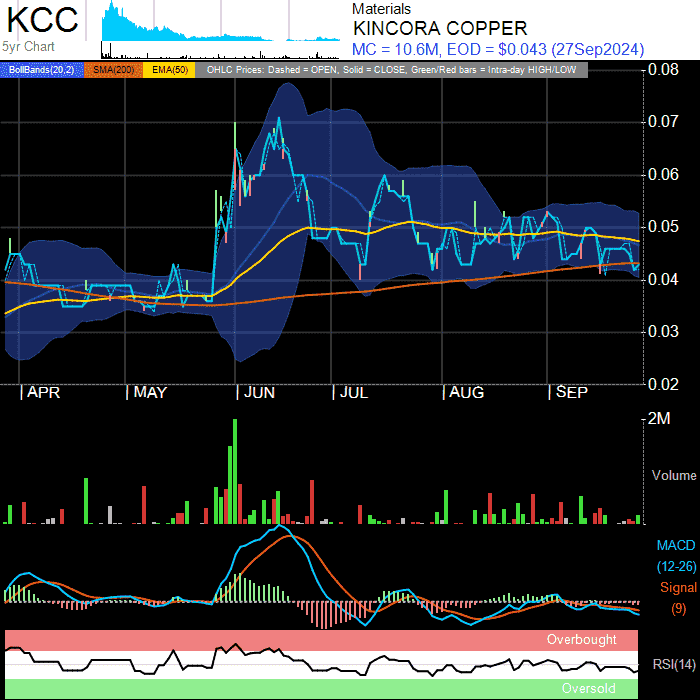 KCC
5yr Chart
Materials
KINCORA COPPER
MC = 10.6M, EOD = $0.043 (27Sep2024)
BollBands(20,2) SMA(200) EMA(50) OHLC Prices: Dashed = OPEN, Solid = CLOSE, Green/Red bars = Intra-day HIGH/LOW
0.08
0.07
0.06
0.05
0.04
0.03
0.02
APR MAY JUN JUL AUG SEP
2M
Volume
MACD
(12-26)
Signal
(9)
Overbought
RSI(14)
Oversold